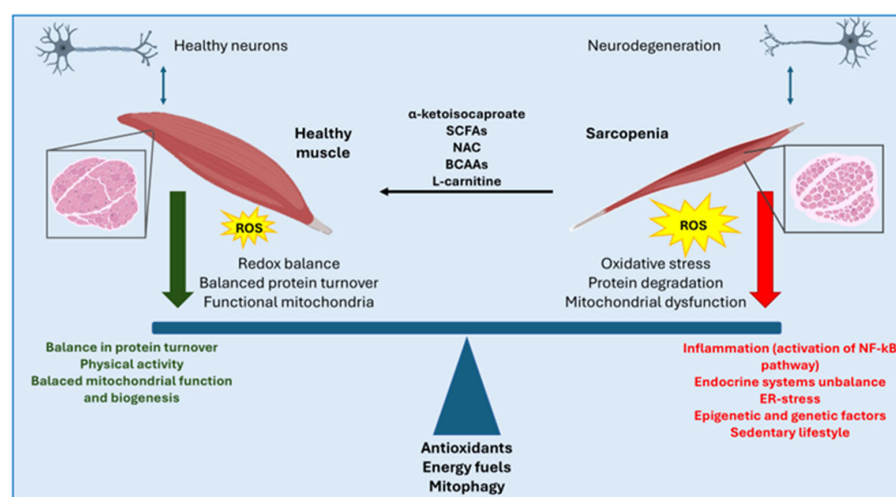 Healthy neurons
Neurodegeneration
Healthy
muscle
α-ketoisocaproate
SCFAs
NAC
BCAAs
L-carnitine
Sarcopenia
ROS
ROS
Redox balance
Balanced protein turnover
Functional mitochondria
Oxidative stress
Protein degradation
Mitochondrial dysfunction
Balance in protein turnover
Physical activity
Balaced mitochondrial function
and biogenesis
Inflammation (activation of NF-kB
pathway)
Endocrine systems unbalance
ER-stress
Epigenetic and genetic factors
Sedentary lifestyle
Antioxidants
Energy fuels
Mitophagy